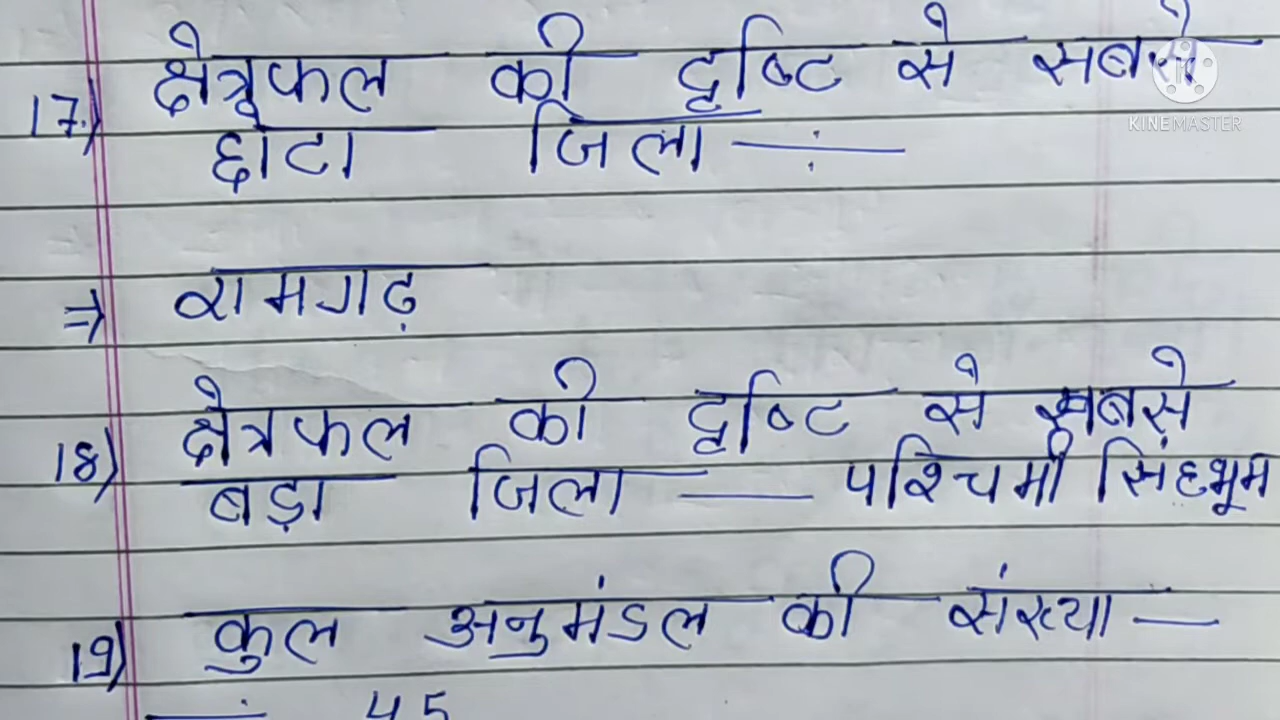 17.) क्षेत्रफल की दृष्टि से सबसे
छोटा जिला — :
⇒ रामगढ़
18) क्षेत्रफल की दृष्टि से सबसे
बड़ा जिला — पश्चिमी सिंहभूम
19) कुल अनुमंडल की संख्या —
: 45
KINEMASTER